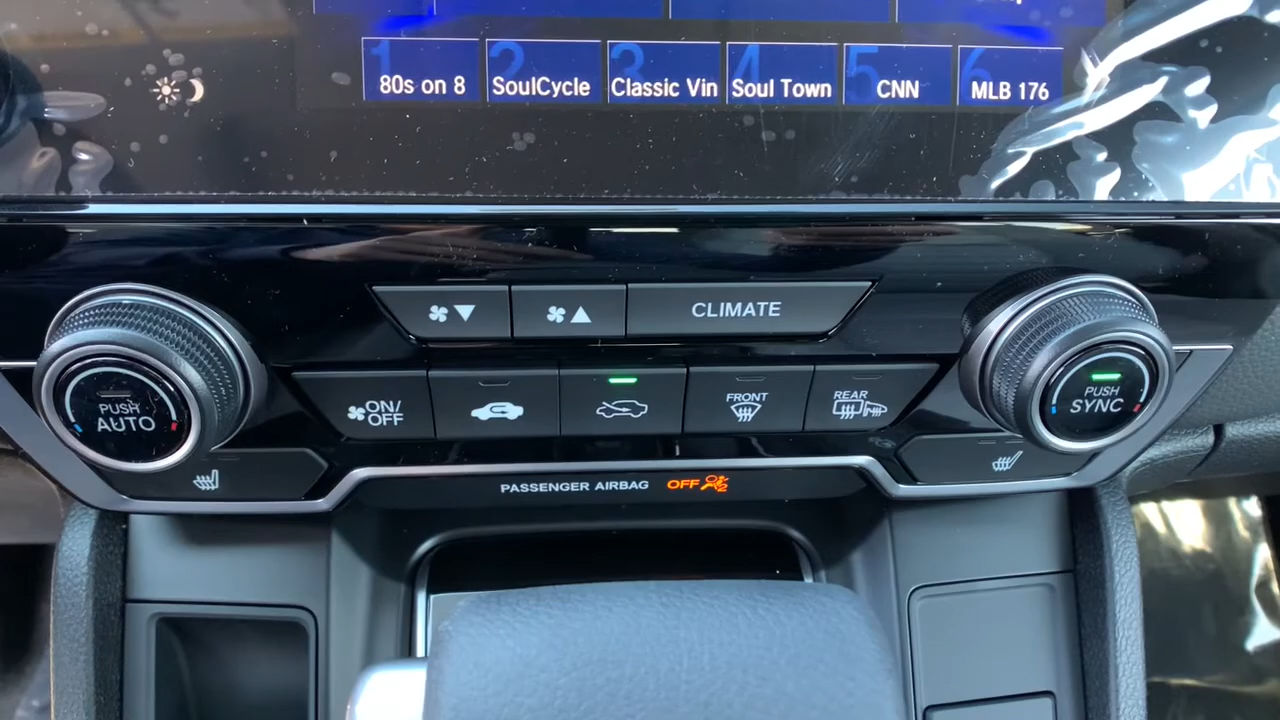 1 2 3 4 5 6
80s on 8 SoulCycle Classic Vin Soul Town CNN MLB 176
CLIMATE
PUSH
AUTO
ON/
OFF
FRONT
REAR
PUSH
SYNC
PASSENGER AIRBAG OFF 2